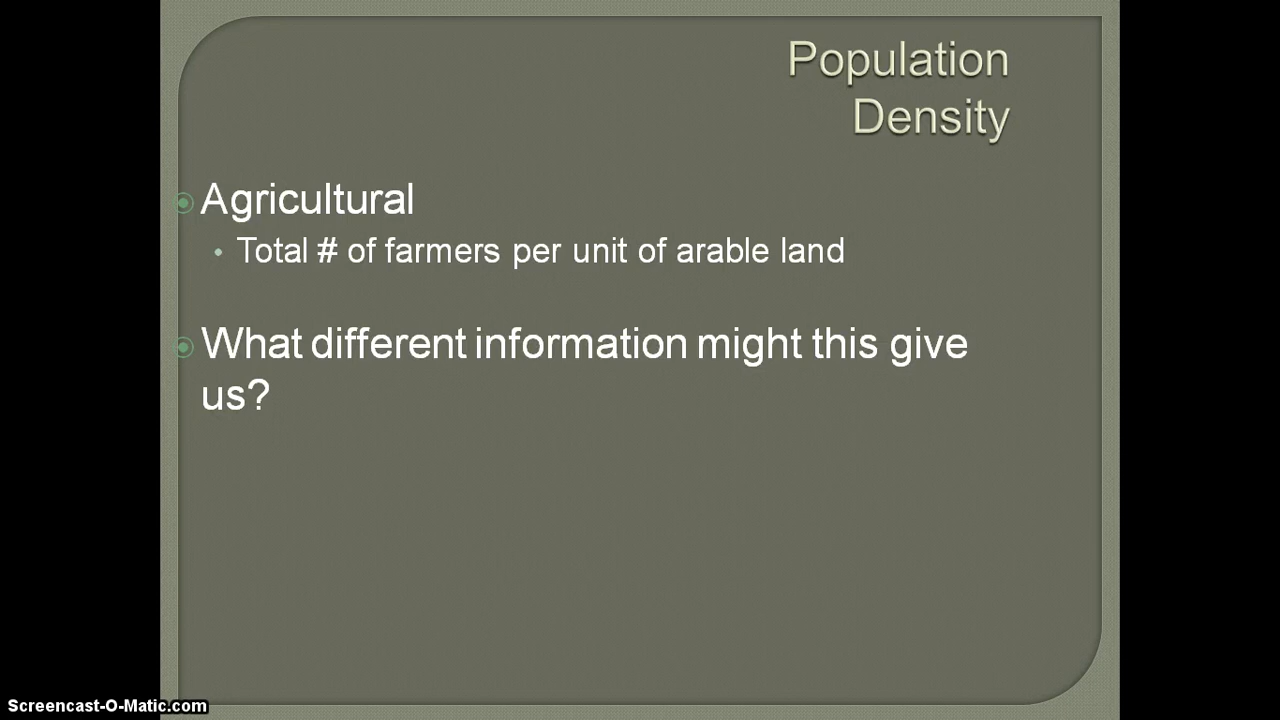 Population
Density
Agricultural
Total # of farmers per unit of arable land
What different information might this give
us?
Screencast-O-Matic.com